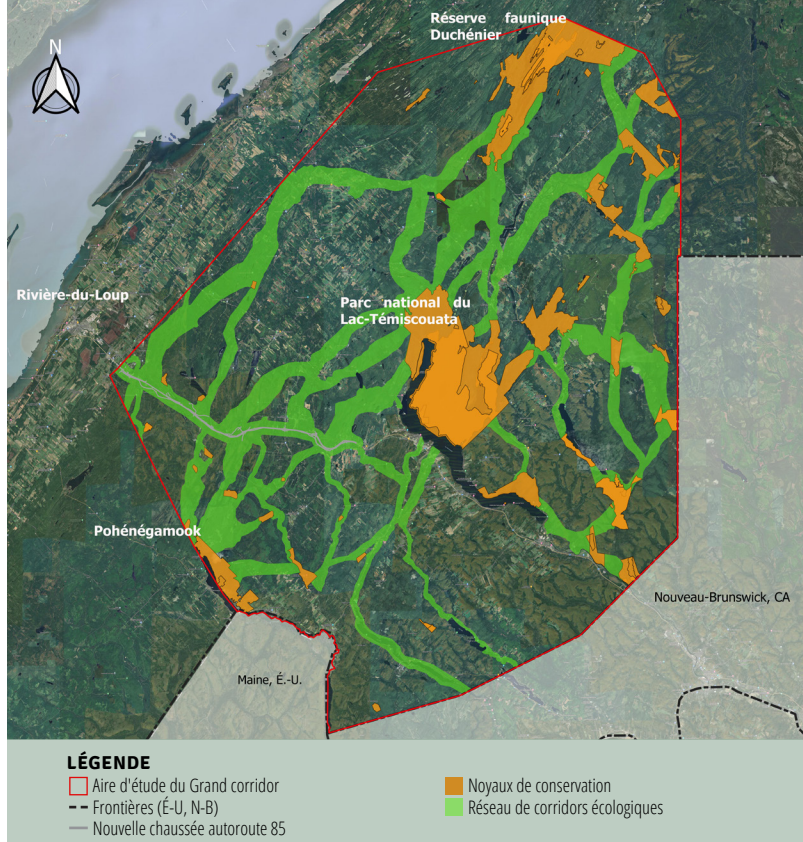 Réserve faunique
Duchénier
N
Rivière-du-Loup
Parc national du
Lac-Témiscouata
Pohénégamook
Nouveau-Brunswick, CA
Maine, É.-U.
LÉGENDE
Aire d'étude du Grand corridor
Frontières (É-U, N-B)
Nouvelle chaussée autoroute 85
Noyaux de conservation
Réseau de corridors écologiques